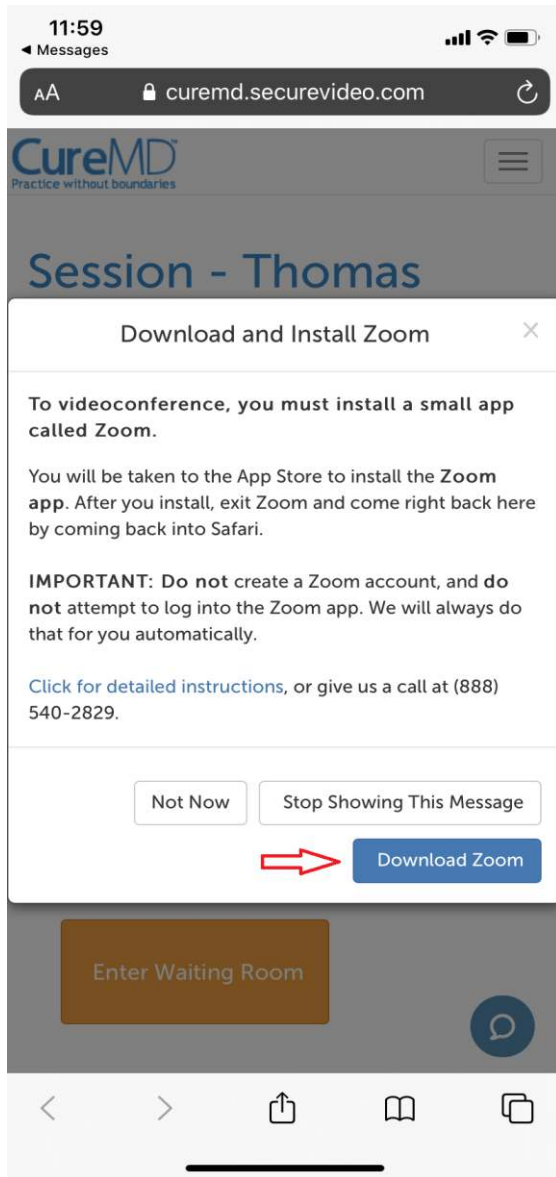 11:59
◀ Messages
AA curemd.securevideo.com
CureMD™
Practice without boundaries
Session - Thomas
Download and Install Zoom ×
To videoconference, you must install a small app
called Zoom.
You will be taken to the App Store to install the Zoom
app. After you install, exit Zoom and come right back here
by coming back into Safari.
IMPORTANT: Do not create a Zoom account, and do
not attempt to log into the Zoom app. We will always do
that for you automatically.
Click for detailed instructions, or give us a call at (888)
540-2829.
Not Now Stop Showing This Message
Download Zoom
Enter Waiting Room